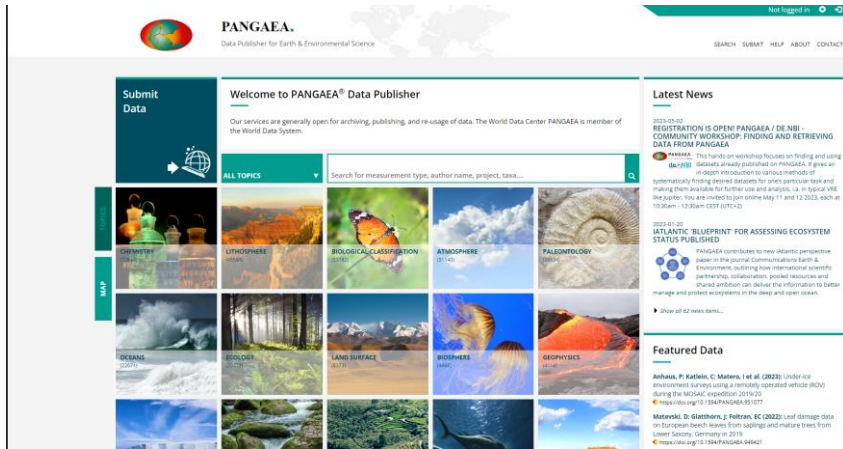 Not logged in
PANGAEA.
Data Publisher for Earth & Environmental Science
SEARCH SUBMIT HELP ABOUT CONTACT
Submit
Data
Welcome to PANGAEA® Data Publisher
Our services are generally open for archiving, publishing, and re-usage of data. The World Data Center PANGAEA is member of
the World Data System.
ALL TOPICS
Search for measurement type, author name, project, taxa,...
TOPICS
MAP
CHEMISTRY
LITHOSPHERE
BIOLOGICAL CLASSIFICATION
ATMOSPHERE
PALEONTOLOGY
OCEANS
ECOLOGY
LAND SURFACE
BIOSPHERE
GEOPHYSICS
Latest News
2023-05-02
REGISTRATION IS OPEN! PANGAEA / DE.NBI -
COMMUNITY WORKSHOP: FINDING AND RETRIEVING
DATA FROM PANGAEA
PANGAEA
de.NBI
This hands-on workshop focuses on finding and using
datasets already published on PANGAEA. It gives an
in-depth introduction to various methods of
systematically finding desired datasets for one's particular task and
making them available for further use and analysis, i.a. in typical VRE
like Jupiter. You are invited to join online May 11 and 12 2023, each at
10:30am - 12:30am CEST (UTC+2)
2023-01-20
IATLANTIC 'BLUEPRINT' FOR ASSESSING ECOSYSTEM
STATUS PUBLISHED
PANGAEA contributes to new iAtlantic perspective
paper in the journal Communications Earth &
Environment, outlining how international scientific
partnership, collaboration, pooled resources and
shared ambition can deliver the information to better
manage and protect ecosystems in the deep and open ocean.
Show all 62 news items...
Featured Data
Anhaus, P; Katlein, C; Matero, I et al. (2023): Under-ice
environment surveys using a remotely operated vehicle (ROV)
during the MOSAiC expedition 2019/20
https://doi.org/10.1594/PANGAEA.951077
Matevski, D; Glatthorn, J; Feltran, EC (2022): Leaf damage data
on European beech leaves from saplings and mature trees from
Lower Saxony, Germany in 2019
https://doi.org/10.1594/PANGAEA.949421